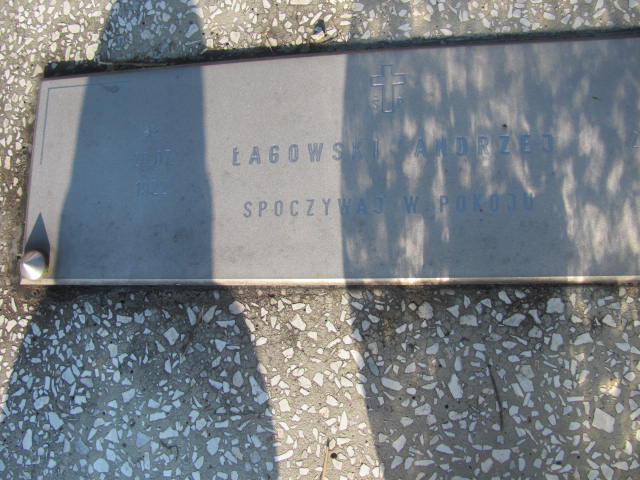 ŁAGOWSKI ANDRZEJ
SPOCZYWAJ W POKOJU